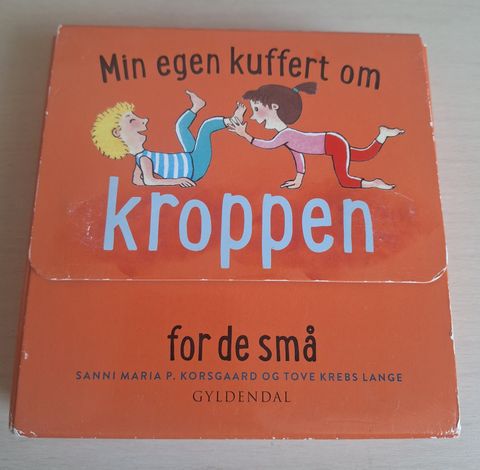 Min egen kuffert om
kroppen
for de små
SANNI MARIA P. KORSGAARD OG TOVE KREBS LANGE
GYLDENDAL